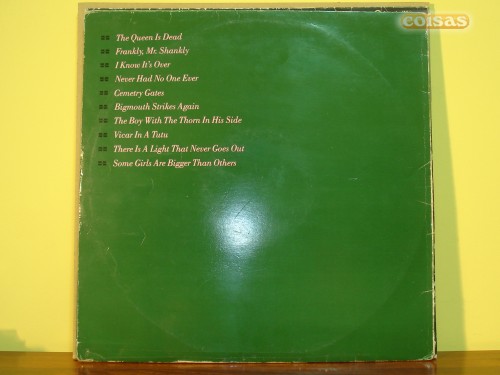 coisas
The Queen Is Dead
Frankly, Mr. Shankly
I Know It's Over
Never Had No One Ever
Cemetry Gates
Bigmouth Strikes Again
The Boy With The Thorn In His Side
Vicar In A Tutu
There Is A Light That Never Goes Out
Some Girls Are Bigger Than Others